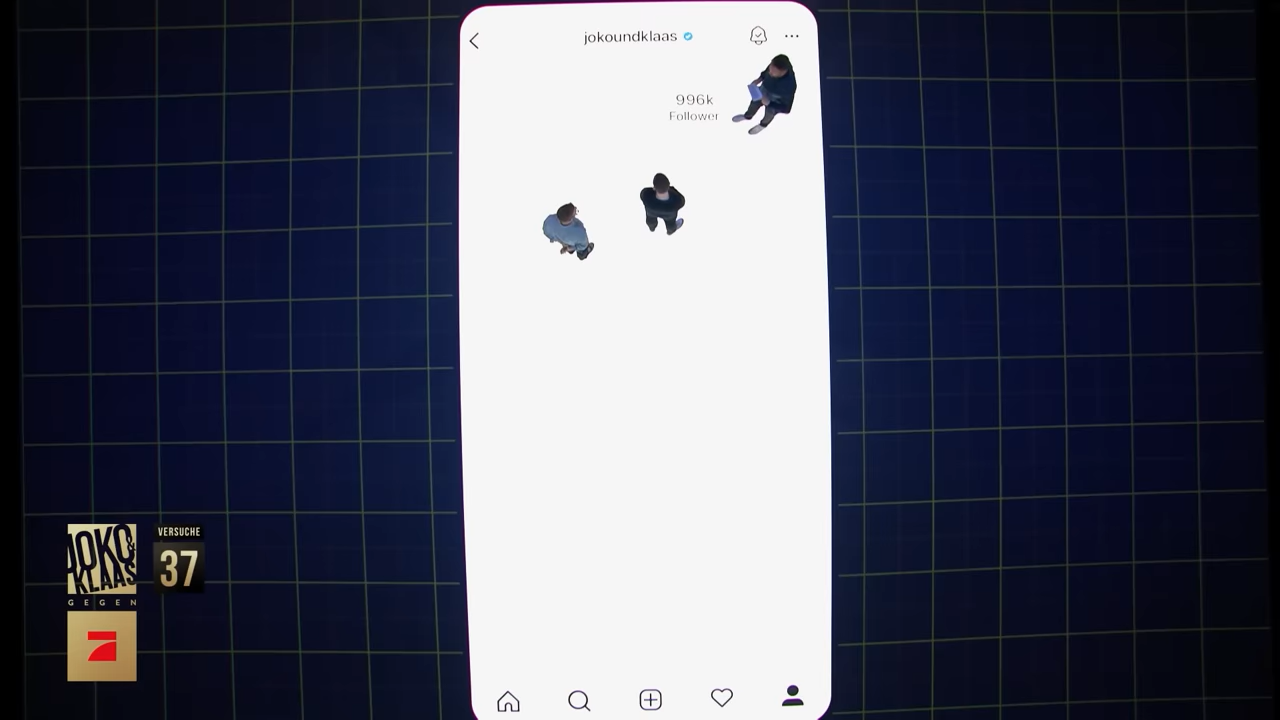 jokoundklaas
996k
Follower
JOKO &
KLAAS
GEGEN
VERSUCHE
37